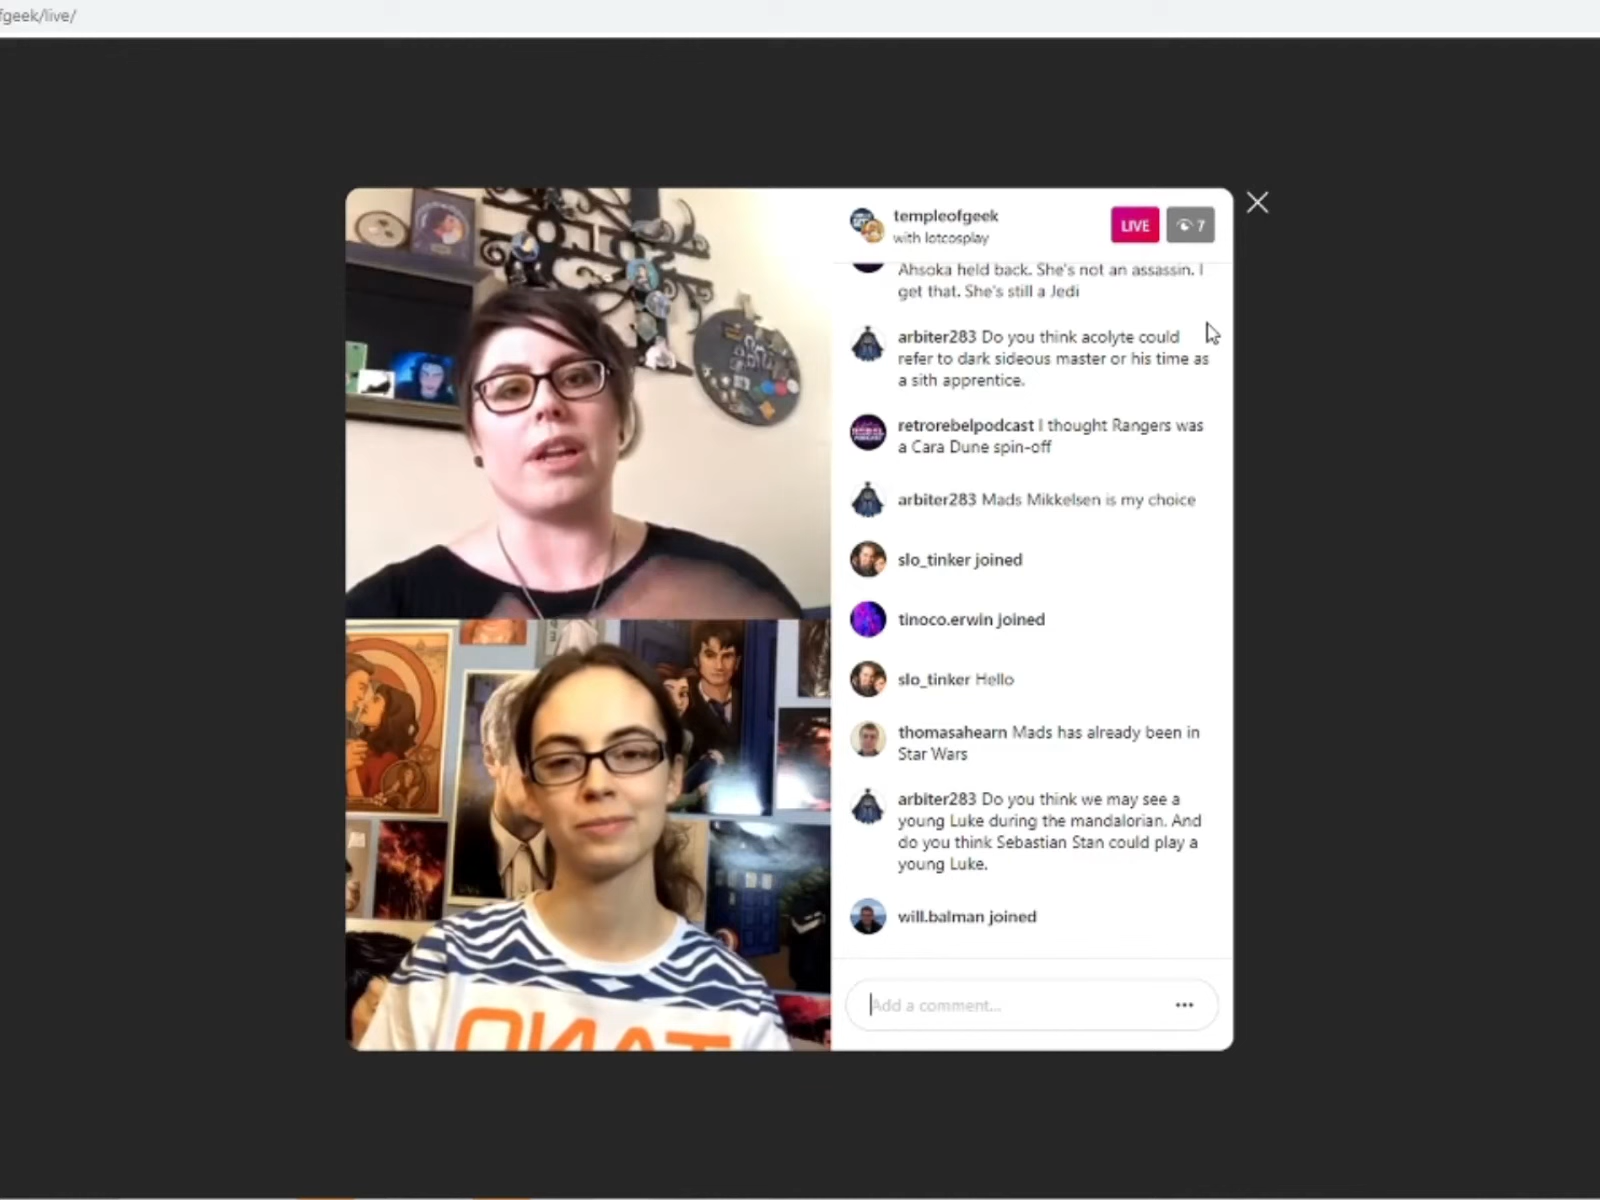 fgeek/live/
templeofgeek
with lotcosplay
LIVE
7
Ahsoka held back. She's not an assassin. I
get that. She's still a Jedi
arbiter283 Do you think acolyte could
refer to dark sideous master or his time as
a sith apprentice.
retrorebelpodcast I thought Rangers was
a Cara Dune spin-off
arbiter283 Mads Mikkelsen is my choice
slo_tinker joined
tinoco.erwin joined
slo_tinker Hello
thomasahearn Mads has already been in
Star Wars
arbiter283 Do you think we may see a
young Luke during the mandalorian. And
do you think Sebastian Stan could play a
young Luke.
will.balman joined
Add a comment...